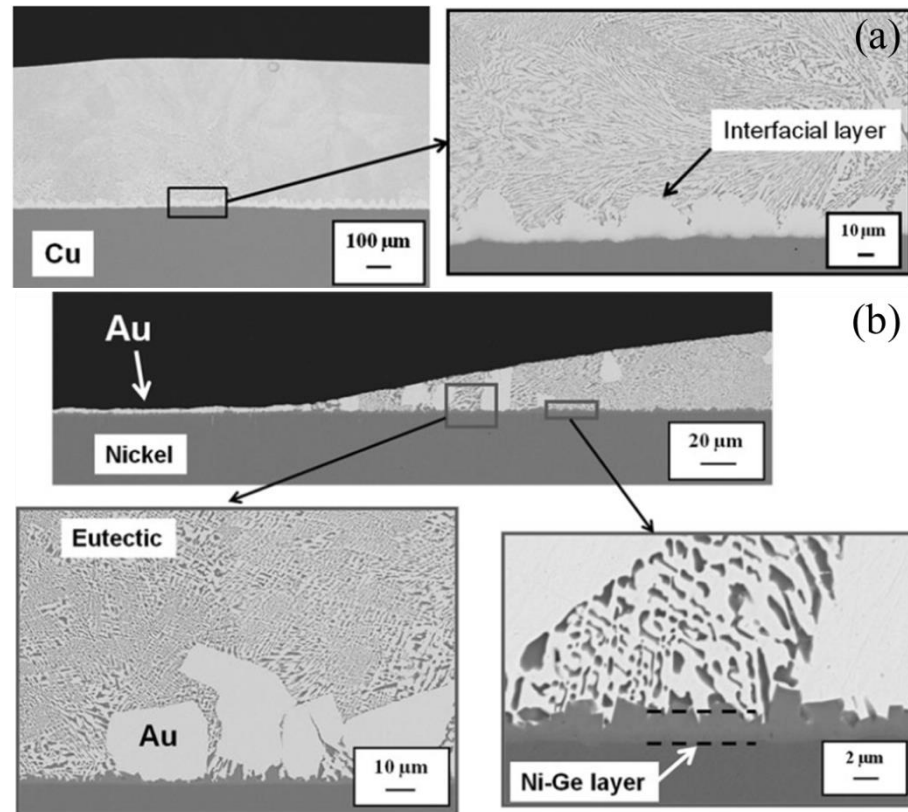 (a)
Interfacial layer
Cu
100 µm
10 µm
(b)
Au
Nickel
20 µm
Eutectic
Au
10 µm
2 µm
Ni-Ge layer